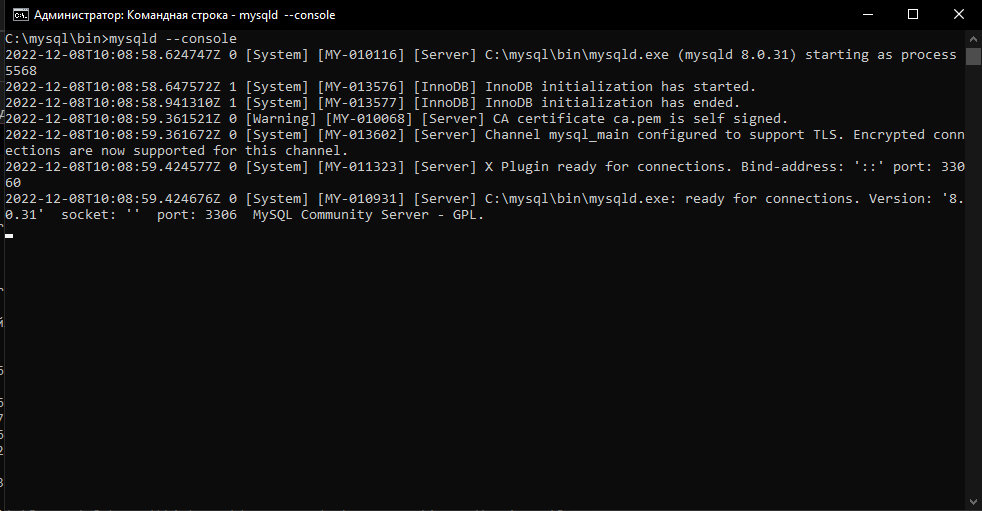 Администратор: Командная строка - mysqld --console
C:\mysql\bin>mysqld --console
2022-12-08T10:08:58.624747Z 0 [System] [MY-010116] [Server] C:\mysql\bin\mysqld.exe (mysqld 8.0.31) starting as process
5568
2022-12-08T10:08:58.647572Z 1 [System] [MY-013576] [InnoDB] InnoDB initialization has started.
2022-12-08T10:08:58.941310Z 1 [System] [MY-013577] [InnoDB] InnoDB initialization has ended.
2022-12-08T10:08:59.361521Z 0 [Warning] [MY-010068] [Server] CA certificate ca.pem is self signed.
2022-12-08T10:08:59.361672Z 0 [System] [MY-013602] [Server] Channel mysql_main configured to support TLS. Encrypted conn
ections are now supported for this channel.
2022-12-08T10:08:59.424577Z 0 [System] [MY-011323] [Server] X Plugin ready for connections. Bind-address: '::' port: 330
60
2022-12-08T10:08:59.424676Z 0 [System] [MY-010931] [Server] C:\mysql\bin\mysqld.exe: ready for connections. Version: '8.
0.31'  socket: ''  port: 3306  MySQL Community Server - GPL.